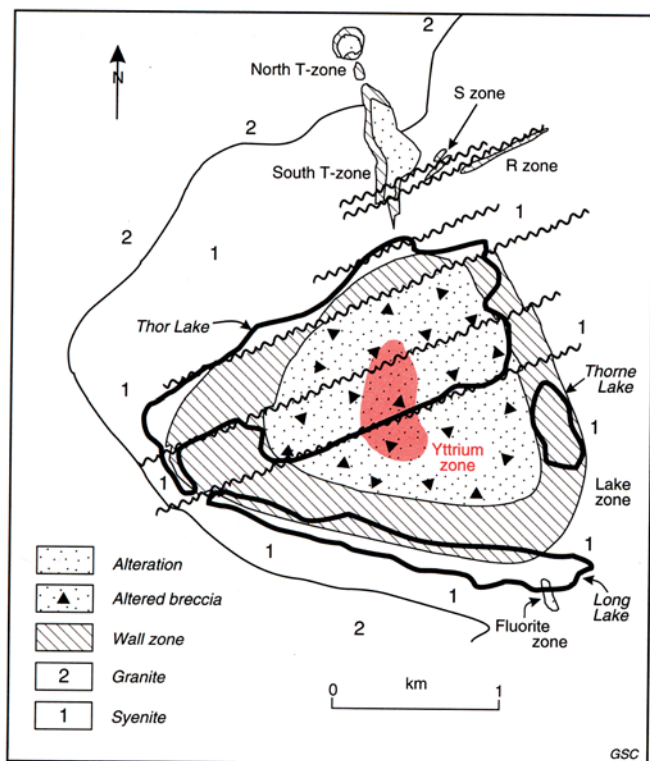 2
N
North T-zone
2
S zone
South T-zone
R zone
2
1
1
Thor Lake
1
Thorne
Lake
1
1
Yttrium
zone
Lake
zone
1
1
1
1
Long
Lake
Fluorite
zone
2
Alteration
Altered breccia
Wall zone
2 Granite
1 Syenite
km
0 1
GSC